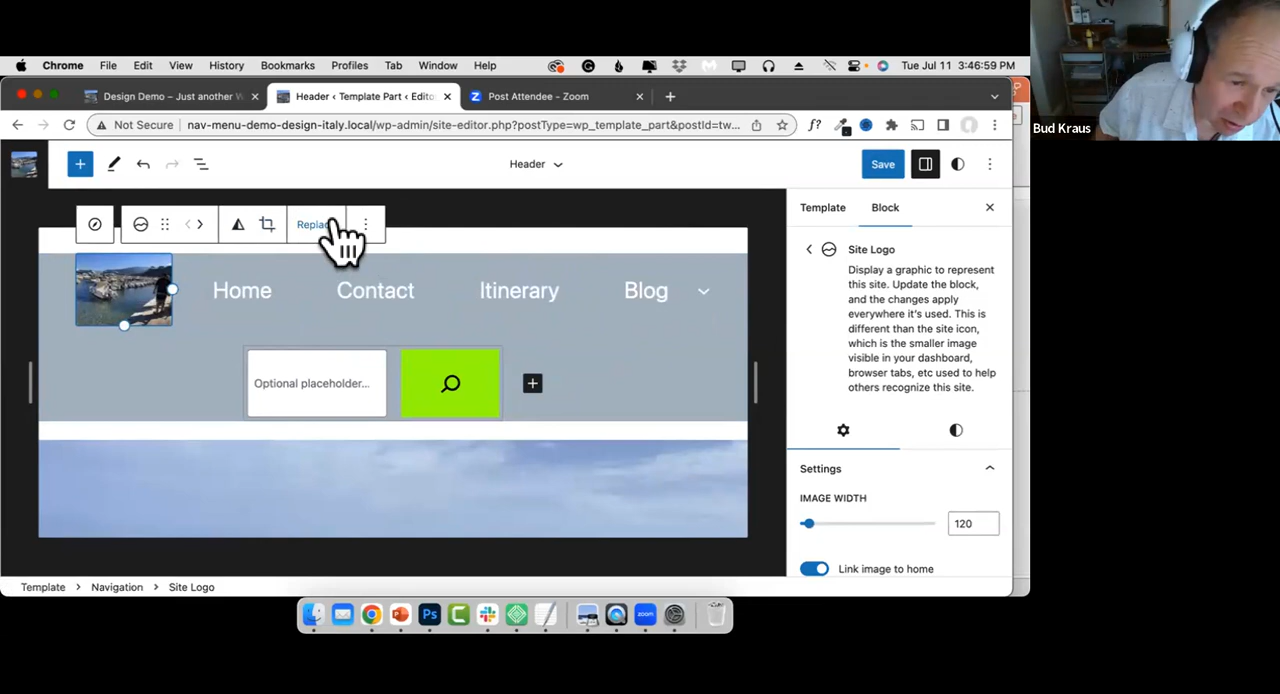 Chrome File Edit View History Bookmarks Profiles Tab Window Help Tue Jul 11 3:46:59 PM
Design Demo – Just another W
Header ‹ Template Part ‹ Edito
Post Attendee - Zoom
Not Secure nav-menu-demo-design-italy.local/wp-admin/site-editor.php?postType=wp_template_part&postId=tw...
Bud Kraus
Header
Save
Template Block
Site Logo
Display a graphic to represent
this site. Update the block,
and the changes apply
everywhere it's used. This is
different than the site icon,
which is the smaller image
visible in your dashboard,
browser tabs, etc used to help
others recognize this site.
Replac
Home Contact Itinerary Blog
Optional placeholder...
Settings
IMAGE WIDTH
120
Link image to home
Template > Navigation > Site Logo
Ps
zoom